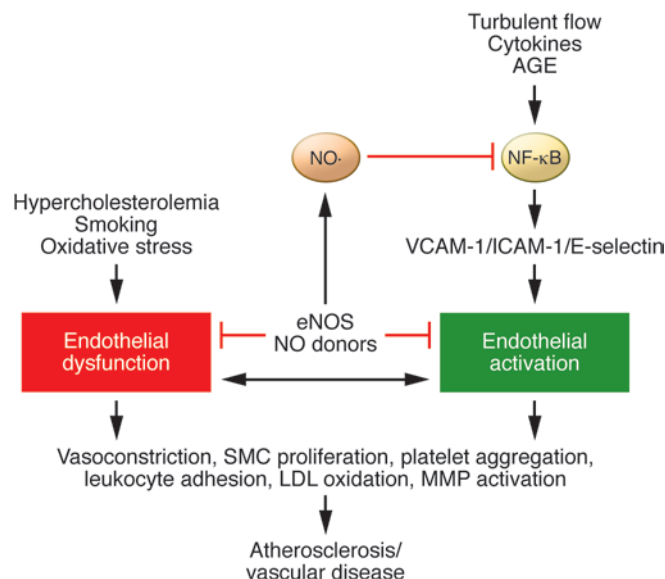 Turbulent flow
Cytokines
AGE
NO·
NF-κB
Hypercholesterolemia
Smoking
Oxidative stress
VCAM-1/ICAM-1/E-selectin
Endothelial
dysfunction
eNOS
NO donors
Endothelial
activation
Vasoconstriction, SMC proliferation, platelet aggregation,
leukocyte adhesion, LDL oxidation, MMP activation
Atherosclerosis/
vascular disease